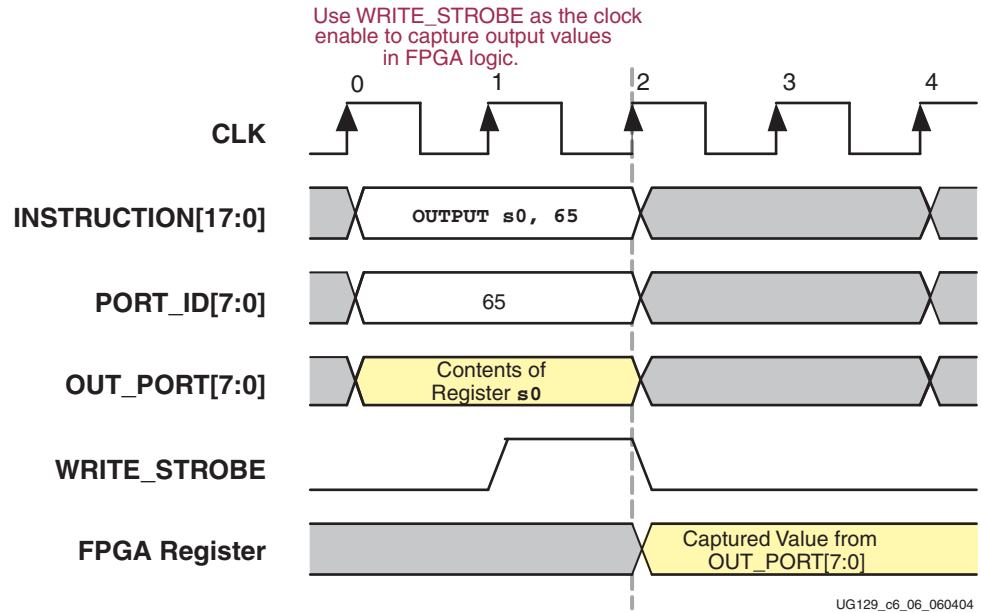 Use WRITE_STROBE as the clock
enable to capture output values
in FPGA logic.
0 1 2 3 4
CLK
INSTRUCTION[17:0] OUTPUT s0, 65
PORT_ID[7:0] 65
Contents of
OUT_PORT[7:0] Register s0
WRITE_STROBE
Captured Value from
FPGA Register OUT_PORT[7:0]
UG129_c6_06_060404